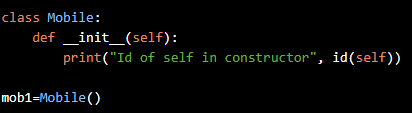 class Mobile:
    def __init__(self):
        print("Id of self in constructor", id(self))

mob1=Mobile()